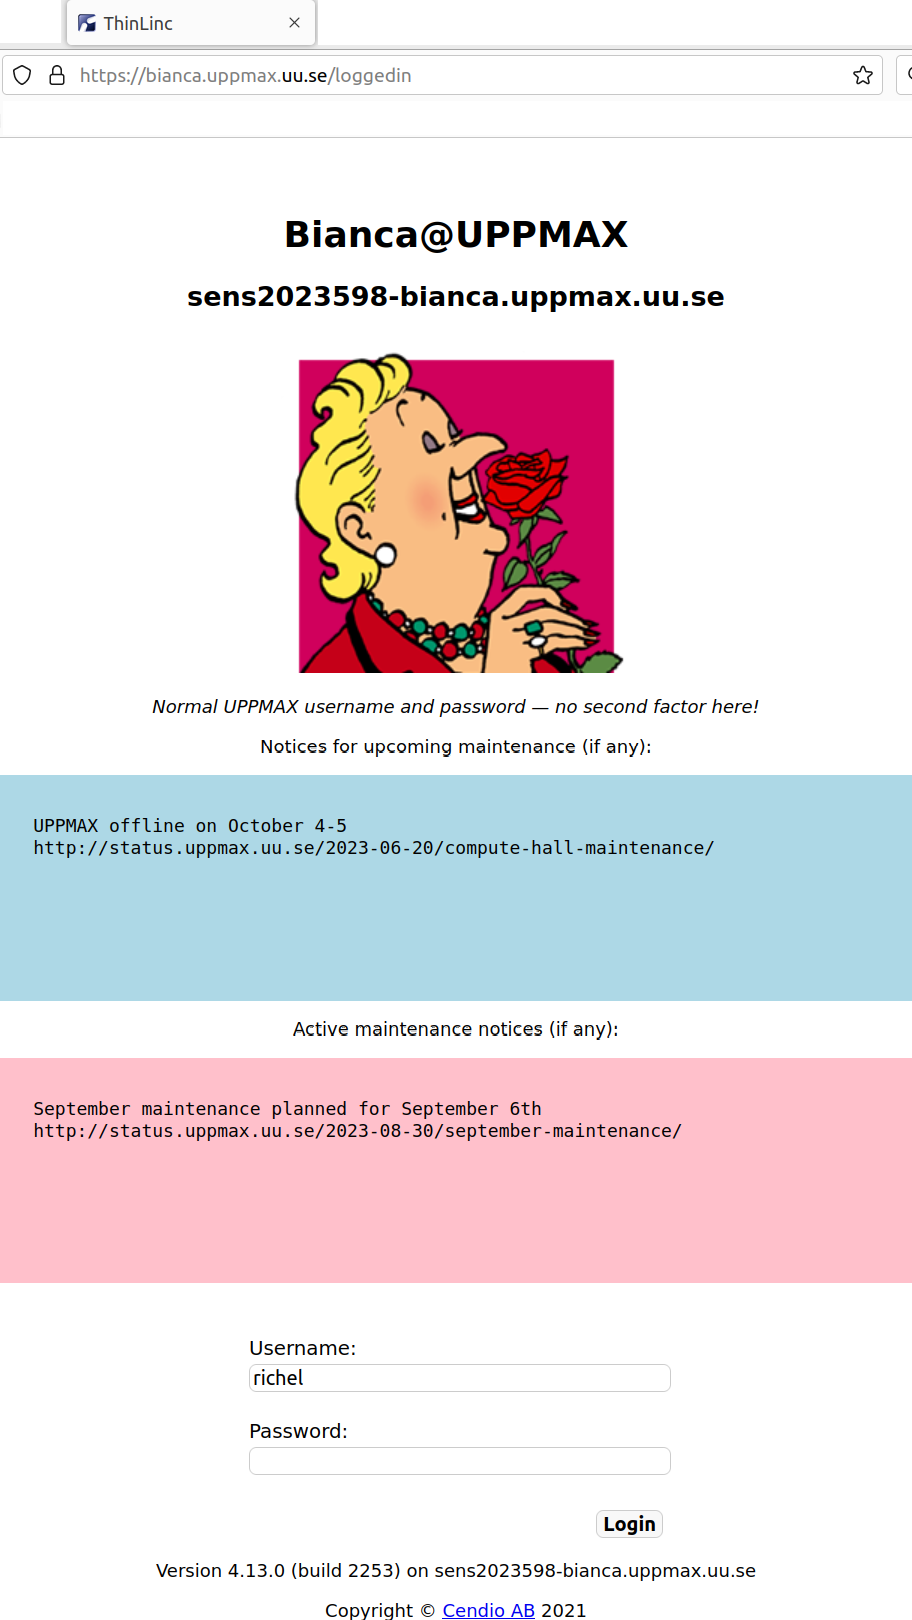 ThinLinc
https://bianca.uppmax.uu.se/loggedin
Bianca@UPPMAX
sens2023598-bianca.uppmax.uu.se
Normal UPPMAX username and password — no second factor here!
Notices for upcoming maintenance (if any):
UPPMAX offline on October 4-5
http://status.uppmax.uu.se/2023-06-20/compute-hall-maintenance/
Active maintenance notices (if any):
September maintenance planned for September 6th
http://status.uppmax.uu.se/2023-08-30/september-maintenance/
Username:
richel
Password:
Login
Version 4.13.0 (build 2253) on sens2023598-bianca.uppmax.uu.se
Copyright © Cendio AB 2021